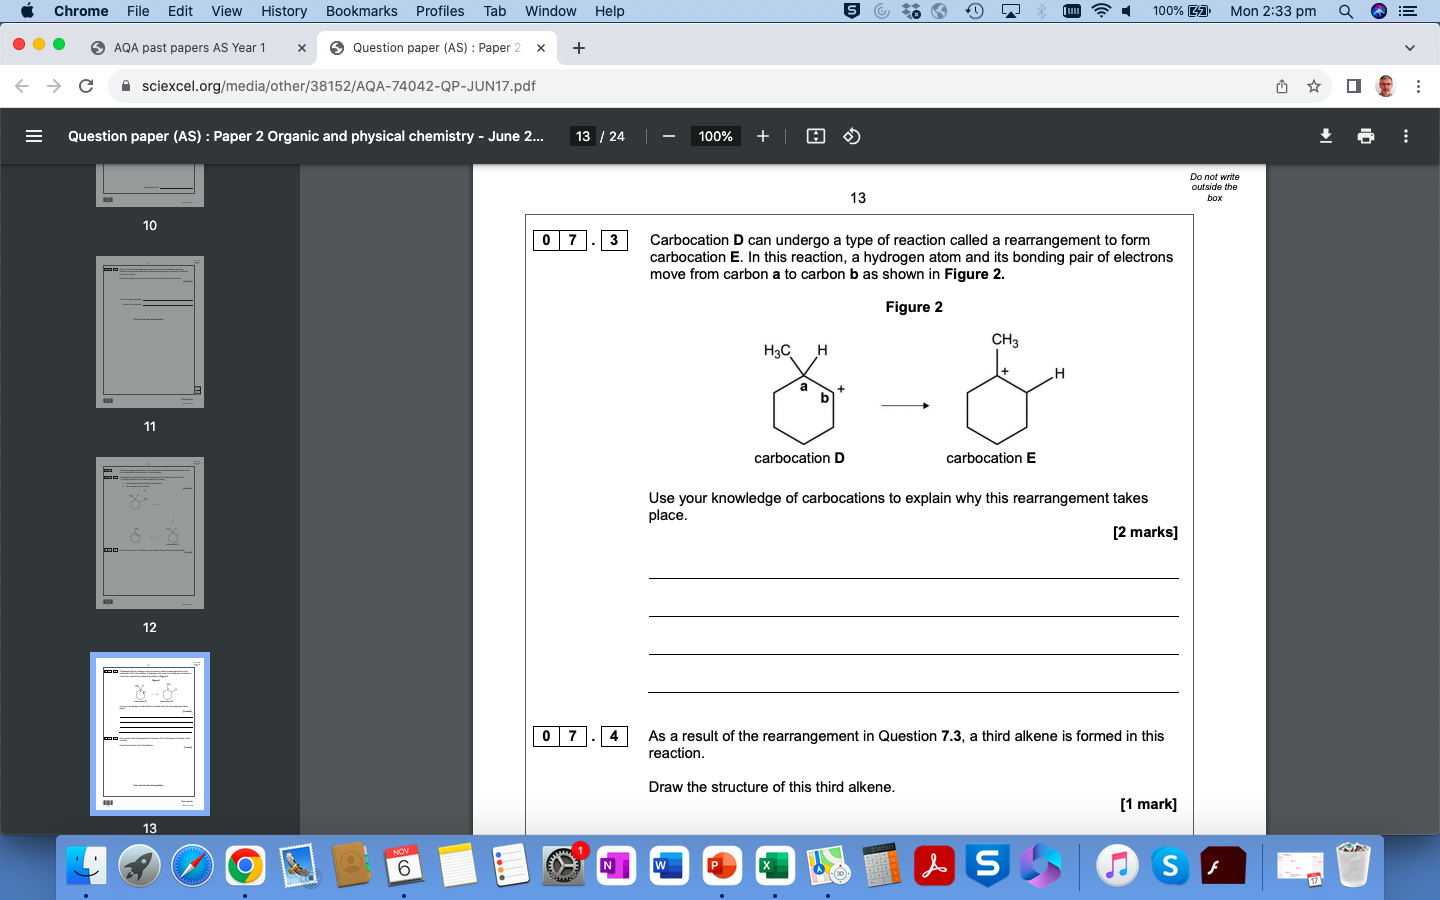 Chrome File Edit View History Bookmarks Profiles Tab Window Help 100% Mon 2:33 pm
AQA past papers AS Year 1
Question paper (AS) : Paper 2
sciexcel.org/media/other/38152/AQA-74042-QP-JUN17.pdf
Question paper (AS) : Paper 2 Organic and physical chemistry - June 2... 13 / 24 100%
10
11
12
13
Do not write
outside the
box
13
0 7 . 3 Carbocation D can undergo a type of reaction called a rearrangement to form
carbocation E. In this reaction, a hydrogen atom and its bonding pair of electrons
move from carbon a to carbon b as shown in Figure 2.
Figure 2
H3C H
a
b
+
CH3
+
H
carbocation D carbocation E
Use your knowledge of carbocations to explain why this rearrangement takes
place.
[2 marks]
0 7 . 4 As a result of the rearrangement in Question 7.3, a third alkene is formed in this
reaction.
Draw the structure of this third alkene.
[1 mark]
NOV
6
1
N
W
P
X
3D
S
S
f
17